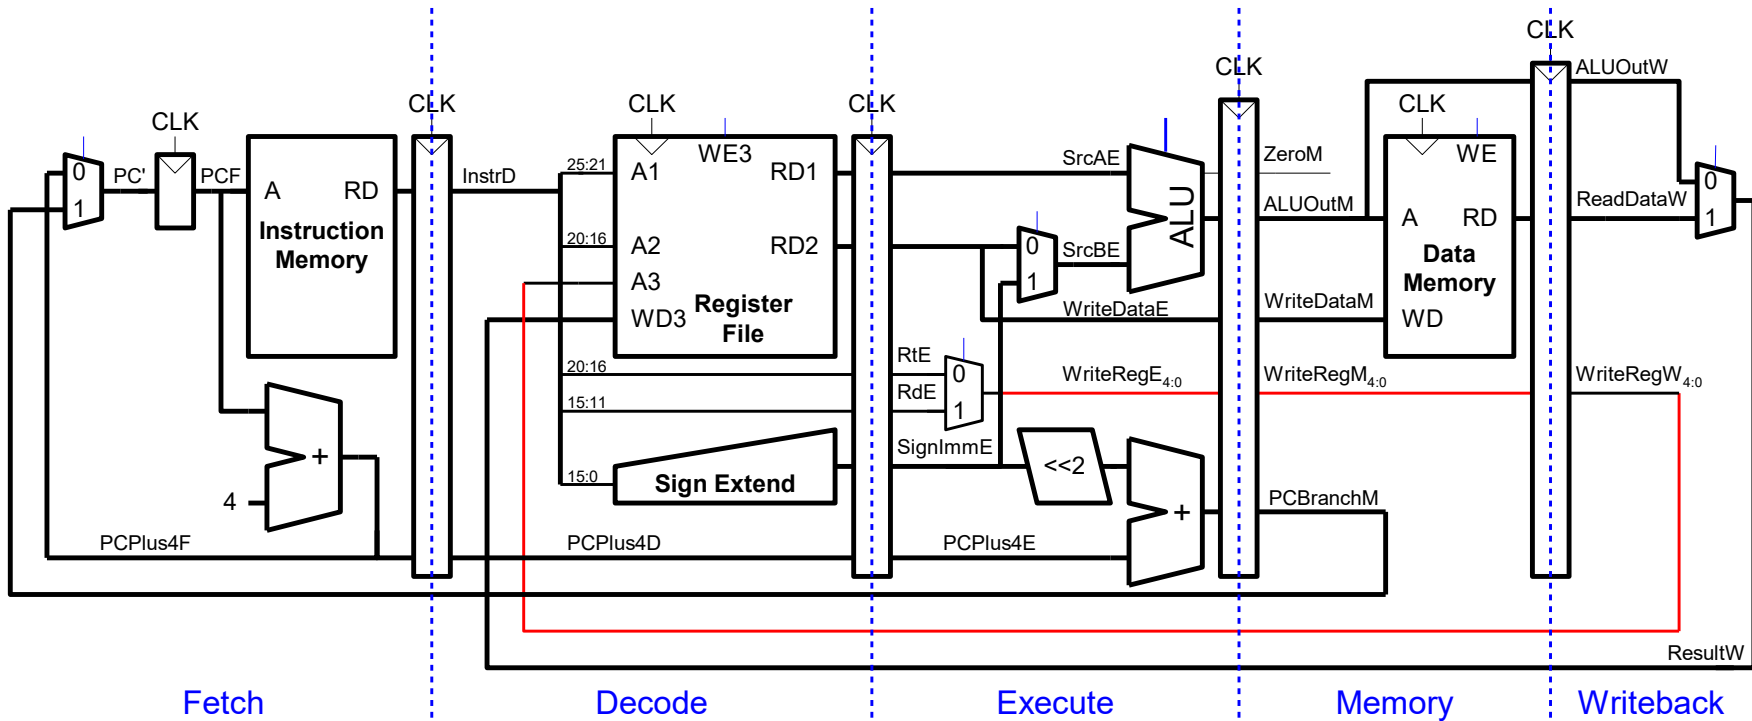 CLK
CLK
CLK
CLK
CLK
CLK
CLK
CLK
ALUOutW
0
1
PC'
PCF
A
RD
Instruction
Memory
InstrD
25:21
20:16
A1
A2
A3
WD3
WE3
RD1
RD2
Register
File
SrcAE
0
1
SrcBE
ALU
WriteDataE
ZeroM
ALUOutM
WriteDataM
WE
A
RD
Data
Memory
WD
ReadDataW
0
1
20:16
15:11
15:0
RtE
RdE
0
1
WriteRegE4:0
WriteRegM4:0
WriteRegW4:0
SignImmE
Sign Extend
<<2
+
PCBranchM
+
4
PCPlus4F
PCPlus4D
PCPlus4E
ResultW
Fetch
Decode
Execute
Memory
Writeback